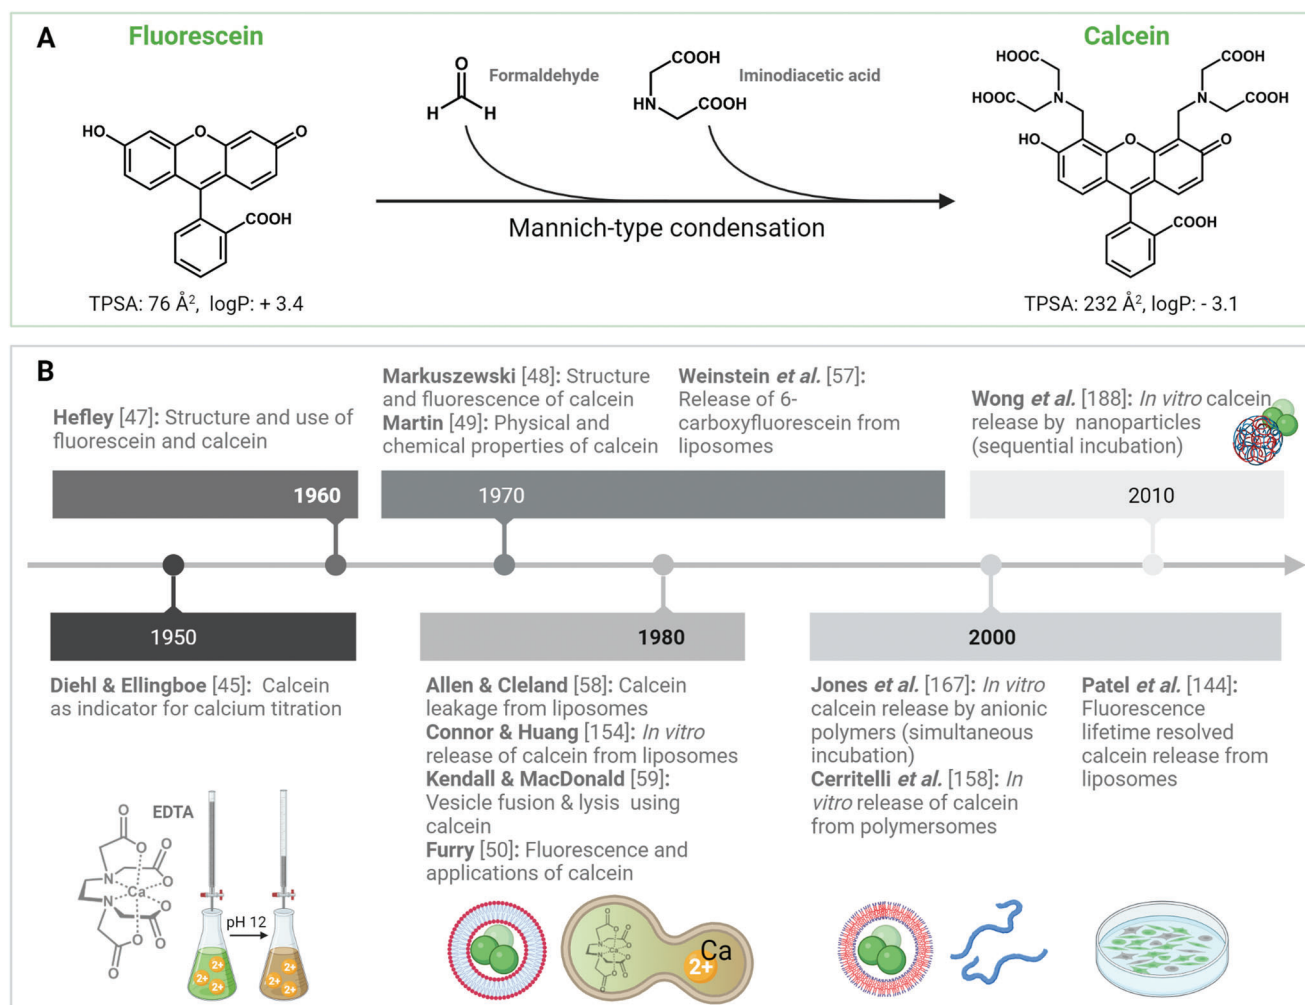 A
Fluorescein
Calcein
O
H
H
Formaldehyde
COOH
HN
COOH
Iminodiacetic acid
HO
O
O
COOH
HOOC
HOOC
N
COOH
N
COOH
HO
O
O
COOH
Mannich-type condensation
TPSA: 76 Å², logP: + 3.4
TPSA: 232 Å², logP: - 3.1
B
Hefley [47]: Structure and use of
fluorescein and calcein
Markuszewski [48]: Structure
and fluorescence of calcein
Martin [49]: Physical and
chemical properties of calcein
Weinstein et al. [57]:
Release of 6-
carboxyfluorescein from
liposomes
Wong et al. [188]: In vitro calcein
release by nanoparticles
(sequential incubation)
1960
1970
2010
1950
1980
2000
Diehl & Ellingboe [45]: Calcein
as indicator for calcium titration
Allen & Cleland [58]: Calcein
leakage from liposomes
Connor & Huang [154]: In vitro
release of calcein from liposomes
Kendall & MacDonald [59]:
Vesicle fusion & lysis using
calcein
Furry [50]: Fluorescence and
applications of calcein
Jones et al. [167]: In vitro
calcein release by anionic
polymers (simultaneous
incubation)
Cerritelli et al. [158]: In
vitro release of calcein
from polymersomes
Patel et al. [144]:
Fluorescence
lifetime resolved
calcein release from
liposomes
EDTA
O
O
O
O
N
Ca
N
O
O
O
O
pH 12
2+
2+
2+
2+
2+
2+
Ca
2+